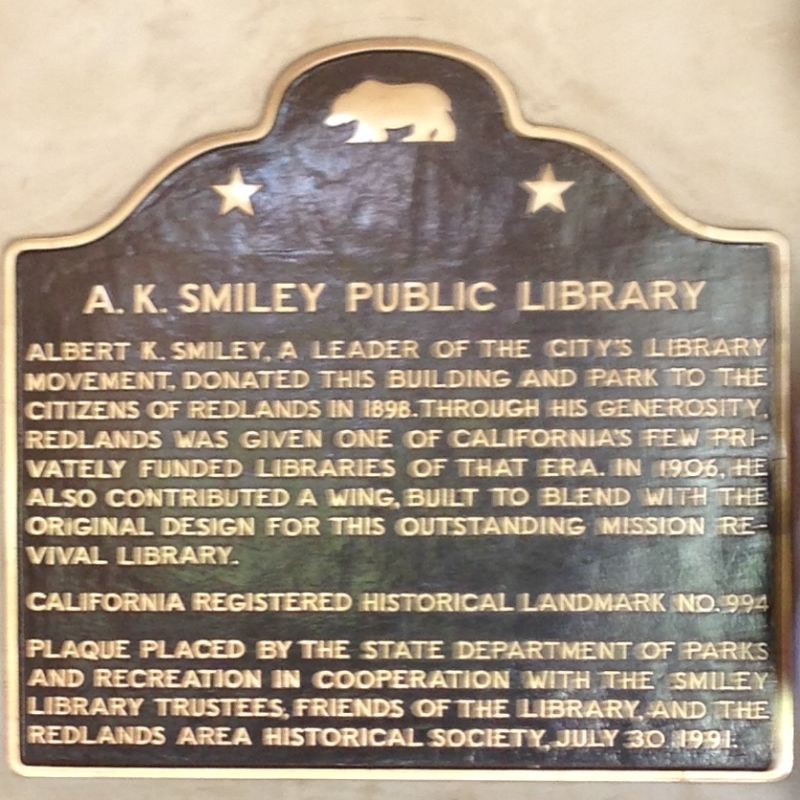 A. K. SMILEY PUBLIC LIBRARY
ALBERT K. SMILEY, A LEADER OF THE CITY'S LIBRARY
MOVEMENT, DONATED THIS BUILDING AND PARK TO THE
CITIZENS OF REDLANDS IN 1898. THROUGH HIS GENEROSITY,
REDLANDS WAS GIVEN ONE OF CALIFORNIA'S FEW PRI-
VATELY FUNDED LIBRARIES OF THAT ERA. IN 1906, HE
ALSO CONTRIBUTED A WING, BUILT TO BLEND WITH THE
ORIGINAL DESIGN FOR THIS OUTSTANDING MISSION RE-
VIVAL LIBRARY.
CALIFORNIA REGISTERED HISTORICAL LANDMARK NO. 994
PLAQUE PLACED BY THE STATE DEPARTMENT OF PARKS
AND RECREATION IN COOPERATION WITH THE SMILEY
LIBRARY TRUSTEES, FRIENDS OF THE LIBRARY, AND THE
REDLANDS AREA HISTORICAL SOCIETY, JULY 30 1991.